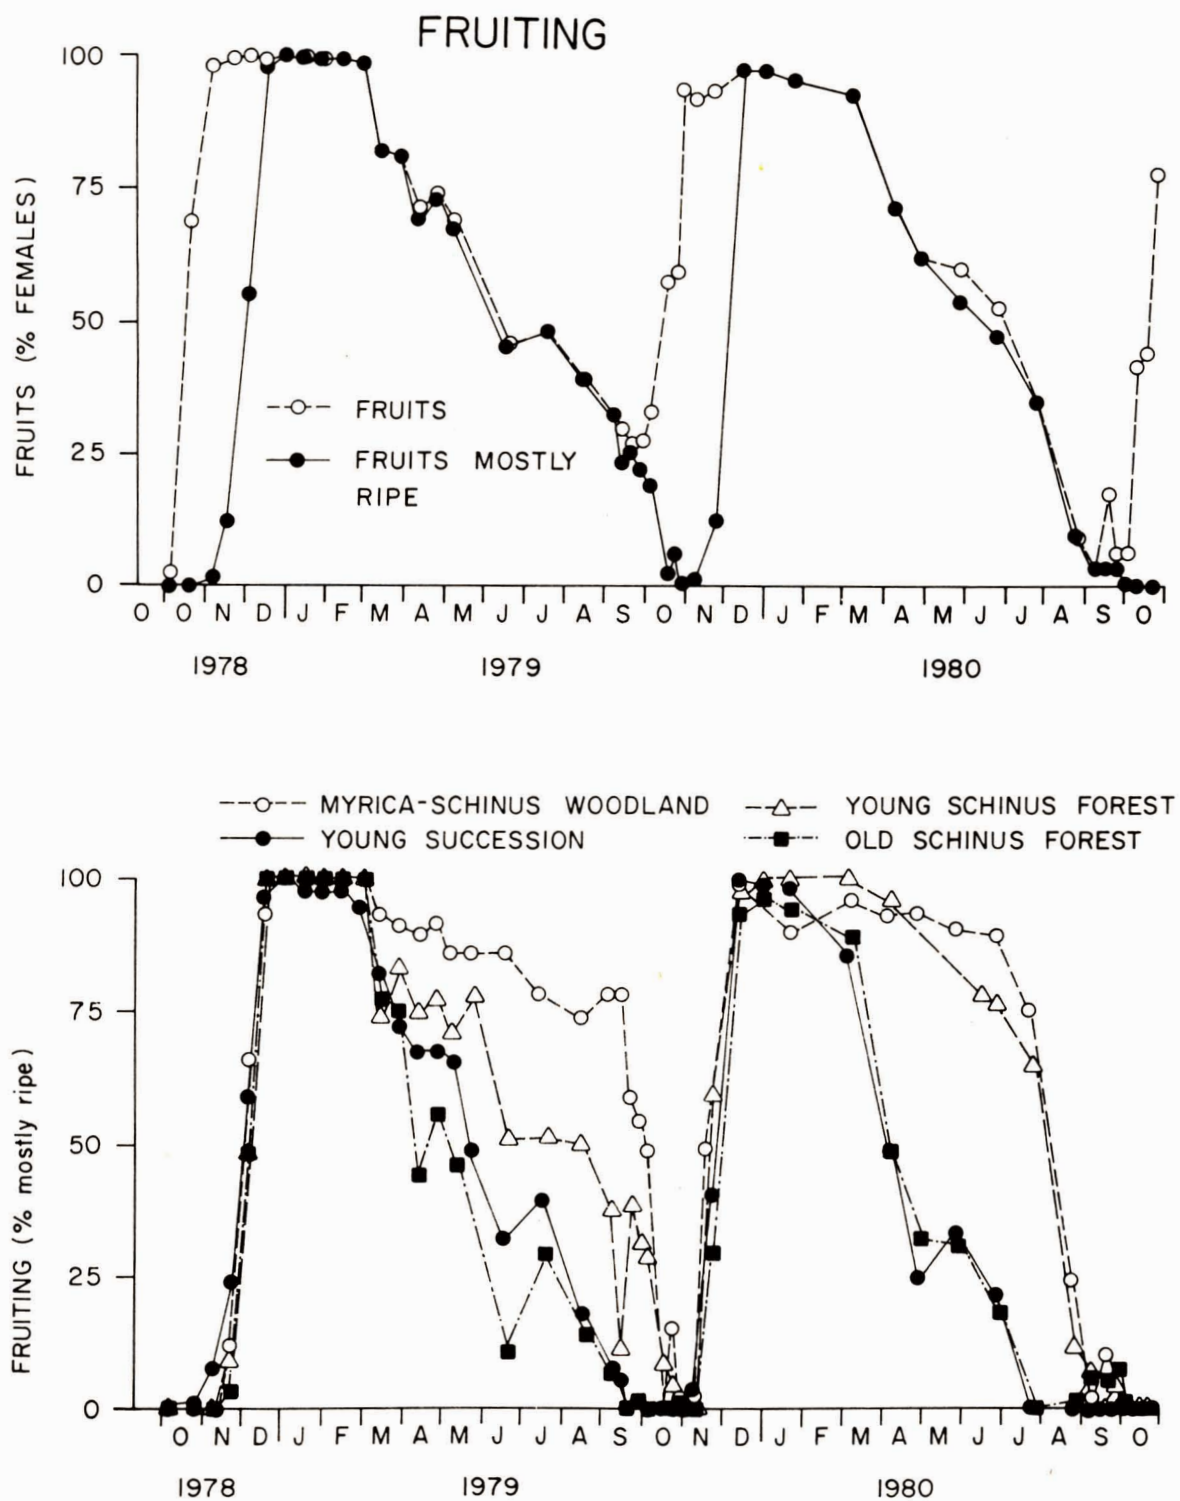 FRUITING
100
75
50
25
0
FRUITS (% FEMALES)
FRUITS
FRUITS MOSTLY
RIPE
O O N D J F M A M J J A S O N D J F M A M J J A S O
1978 1979 1980
MYRICA-SCHINUS WOODLAND
YOUNG SUCCESSION
YOUNG SCHINUS FOREST
OLD SCHINUS FOREST
100
75
50
25
0
FRUITING (% mostly ripe)
O N D J F M A M J J A S O N D J F M A M J J A S O
1978 1979 1980